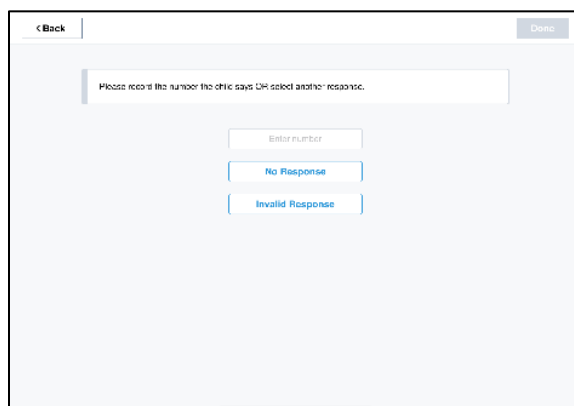 < Back
Done
Please record the number the child says OR select another response.
Enter number
No Response
Invalid Response